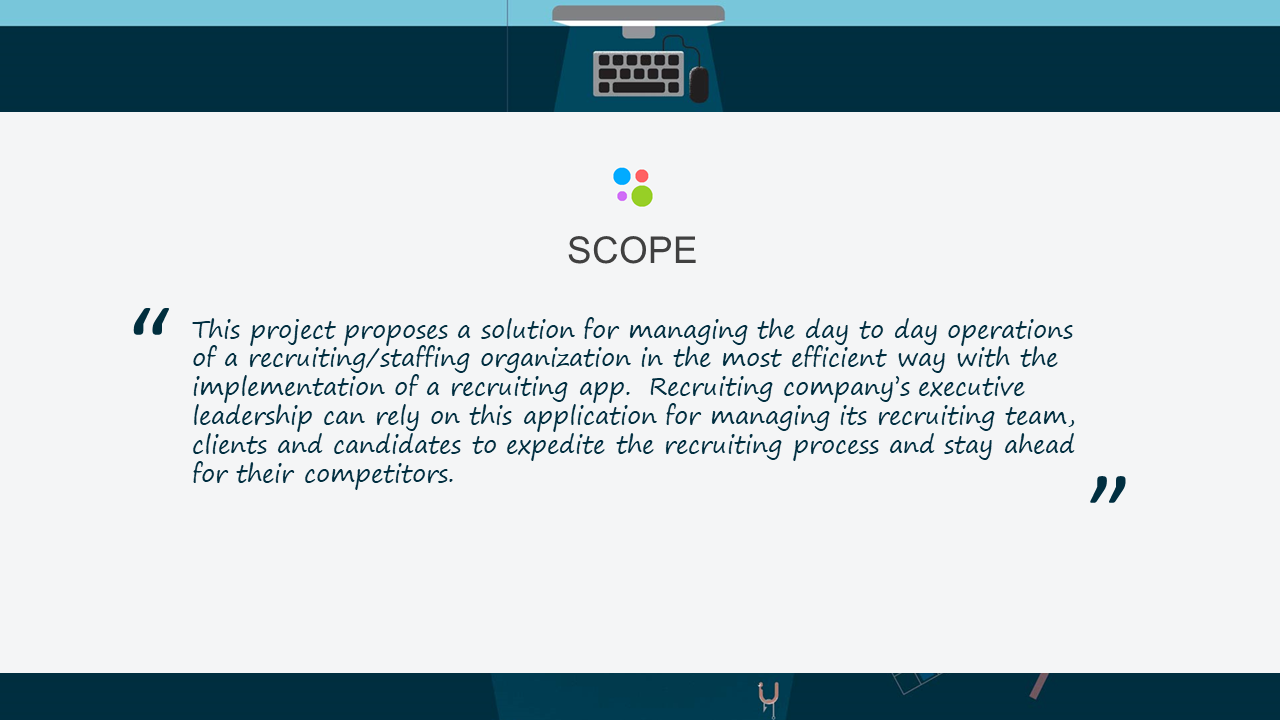 SCOPE
“ This project proposes a solution for managing the day to day operations
of a recruiting/staffing organization in the most efficient way with the
implementation of a recruiting app.  Recruiting company’s executive
leadership can rely on this application for managing its recruiting team,
clients and candidates to expedite the recruiting process and stay ahead
for their competitors. ”